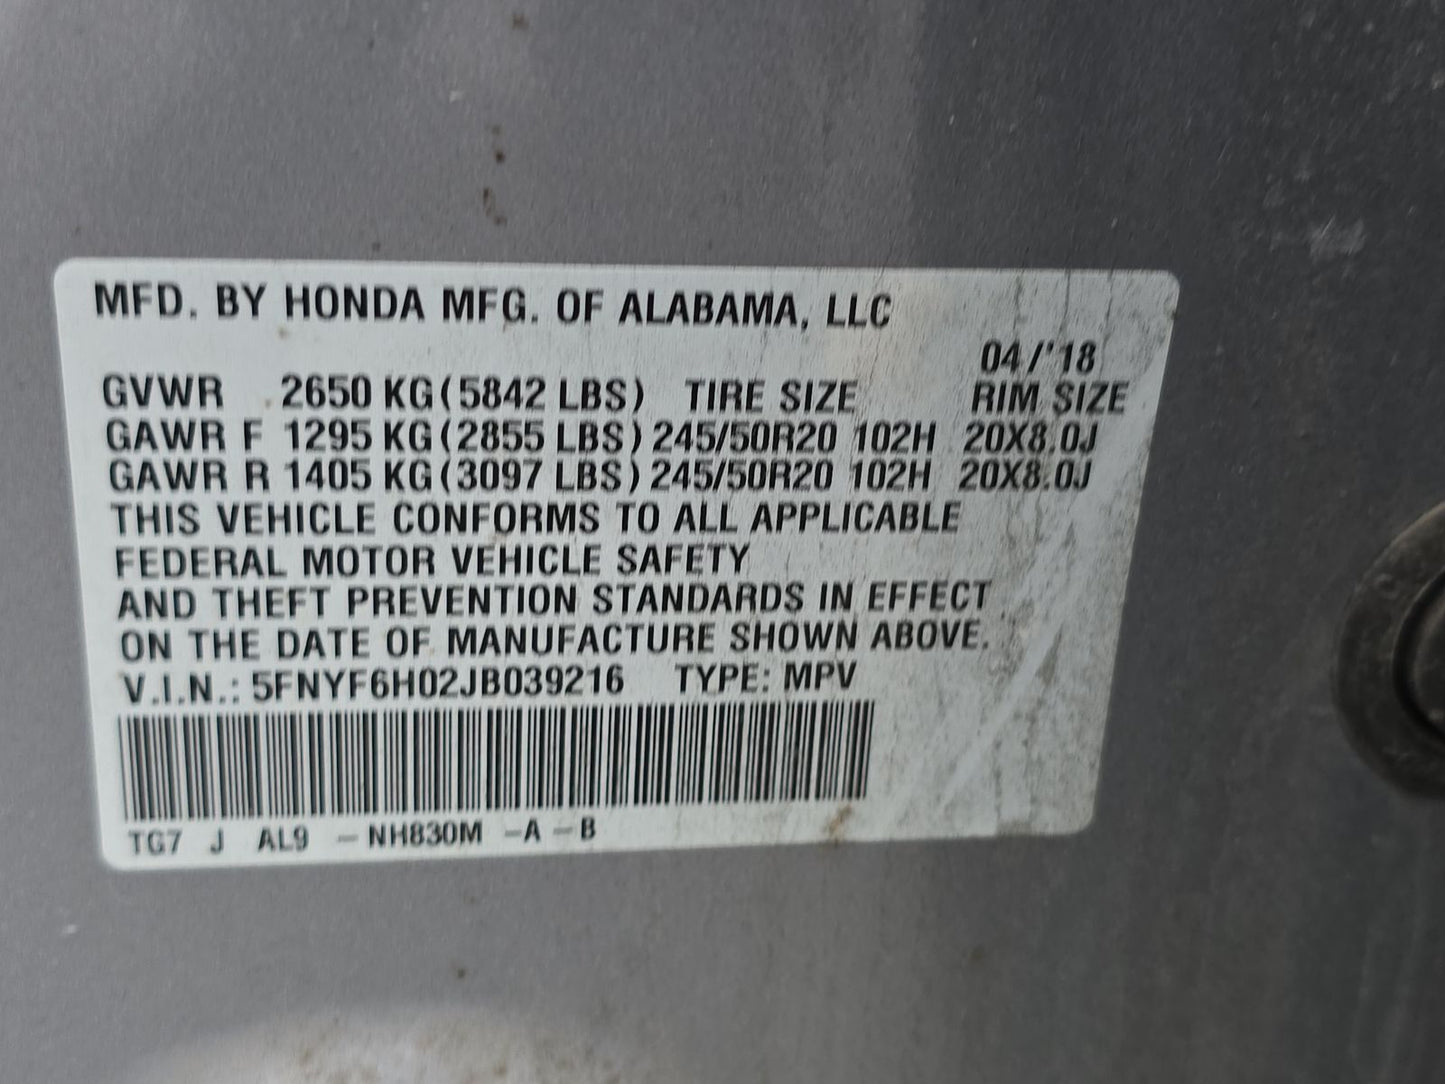 MFD. BY HONDA MFG. OF ALABAMA, LLC
04/'18
GVWR 2650 KG(5842 LBS) TIRE SIZE RIM SIZE
GAWR F 1295 KG(2855 LBS) 245/50R20 102H 20X8.0J
GAWR R 1405 KG(3097 LBS) 245/50R20 102H 20X8.0J
THIS VEHICLE CONFORMS TO ALL APPLICABLE
FEDERAL MOTOR VEHICLE SAFETY
AND THEFT PREVENTION STANDARDS IN EFFECT
ON THE DATE OF MANUFACTURE SHOWN ABOVE.
V.I.N.: 5FNYF6H02JB039216 TYPE: MPV
TG7 J AL9 -NH830M -A-B